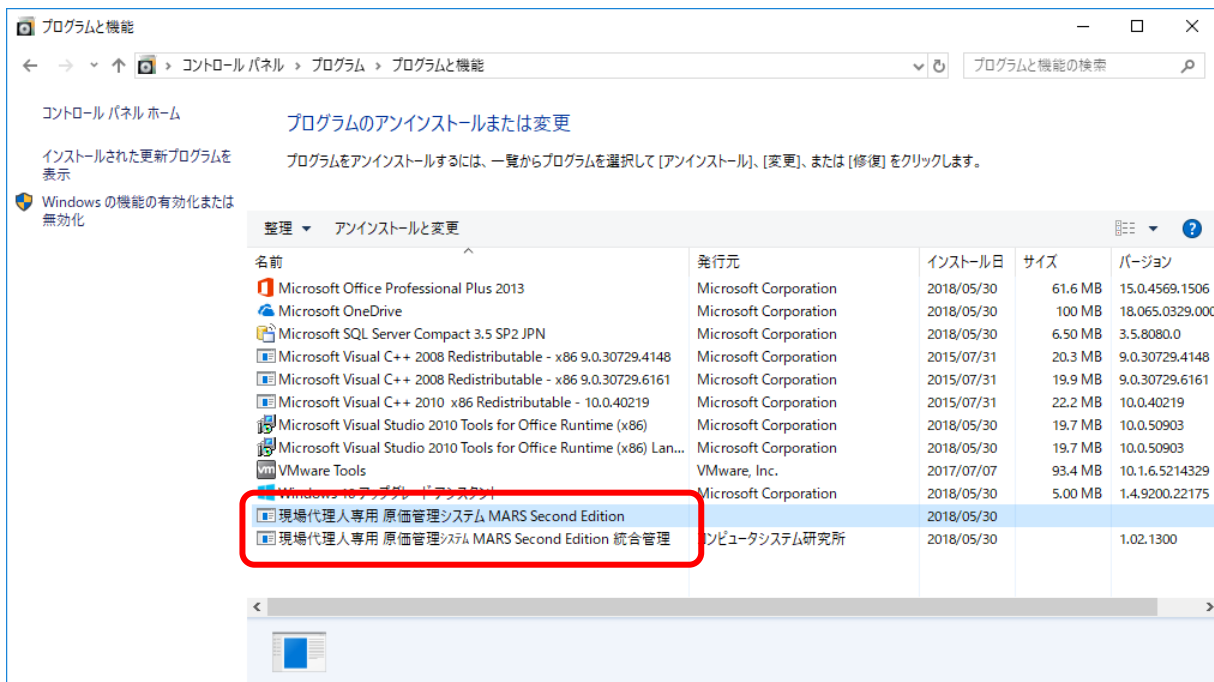 プログラムと機能
コントロール パネル › プログラム › プログラムと機能
プログラムと機能の検索
コントロール パネル ホーム
インストールされた更新プログラムを
表示
Windows の機能の有効化または
無効化
プログラムのアンインストールまたは変更
プログラムをアンインストールするには、一覧からプログラムを選択して [アンインストール]、[変更]、または [修復] をクリックします。
整理 アンインストールと変更
名前 発行元 インストール日 サイズ バージョン
Microsoft Office Professional Plus 2013 Microsoft Corporation 2018/05/30 61.6 MB 15.0.4569.1506
Microsoft OneDrive Microsoft Corporation 2018/05/30 100 MB 18.065.0329.000
Microsoft SQL Server Compact 3.5 SP2 JPN Microsoft Corporation 2018/05/30 6.50 MB 3.5.8080.0
Microsoft Visual C++ 2008 Redistributable - x86 9.0.30729.4148 Microsoft Corporation 2015/07/31 20.3 MB 9.0.30729.4148
Microsoft Visual C++ 2008 Redistributable - x86 9.0.30729.6161 Microsoft Corporation 2015/07/31 19.9 MB 9.0.30729.6161
Microsoft Visual C++ 2010 x86 Redistributable - 10.0.40219 Microsoft Corporation 2015/07/31 22.2 MB 10.0.40219
Microsoft Visual Studio 2010 Tools for Office Runtime (x86) Microsoft Corporation 2018/05/30 19.7 MB 10.0.50903
Microsoft Visual Studio 2010 Tools for Office Runtime (x86) Lan... Microsoft Corporation 2018/05/30 19.7 MB 10.0.50903
vm VMware Tools VMware, Inc. 2017/07/07 93.4 MB 10.1.6.5214329
Windows 10 アップグレード アシスタント Microsoft Corporation 2018/05/30 5.00 MB 1.4.9200.22175
現場代理人専用 原価管理システム MARS Second Edition 2018/05/30
現場代理人専用 原価管理ｼｽﾃﾑ MARS Second Edition 統合管理 コンピュータシステム研究所 2018/05/30 1.02.1300